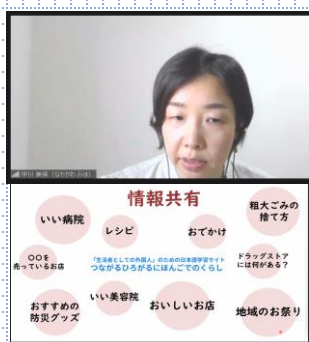 情報共有
いい病院
レシピ
おでかけ
粗大ごみの
捨て方
〇〇を
売っているお店
「生活者としての外国人」のための日本語学習サイト
つながるひろがるにほんごでのくらし
ドラッグストア
には何がある？
おすすめの
防災グッズ
いい美容院
おいしいお店
地域のお祭り